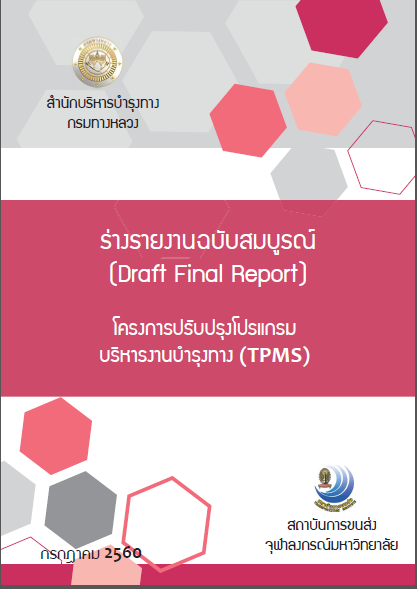 สำนักบริหารบำรุงทาง
กรมทางหลวง
ร่างรายงานฉบับสมบูรณ์
(Draft Final Report)
โครงการปรับปรุงโปรแกรม
บริหารงานบำรุงทาง (TPMS)
สถาบันการขนส่ง
จุฬาลงกรณ์มหาวิทยาลัย
กรกฎาคม 2560